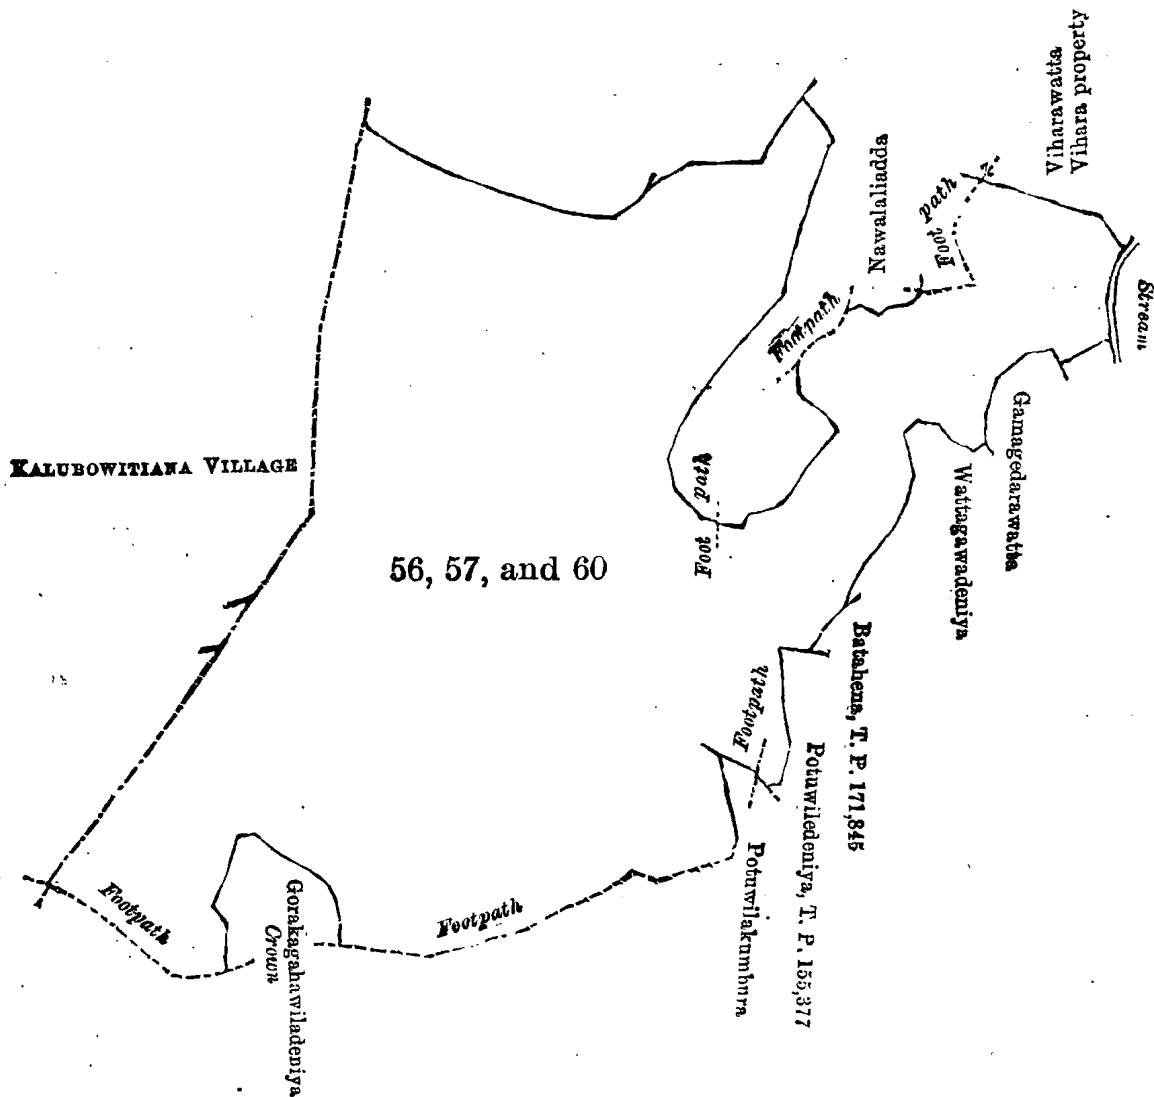 Viharawatta
Vihara property
Foot path
Nawalaliadda
Stream
Footpath
Gamagedarawatta
KALUBOWITIANA VILLAGE
Foot path
Wattagawadeniya
56, 57, and 60
Batahena, T. P. 171,845
Footpath
Potuwiledeniya, T. P. 155,377
Potuwilakumbura
Footpath
Gorakagahawiladeniya
Crown
Footpath